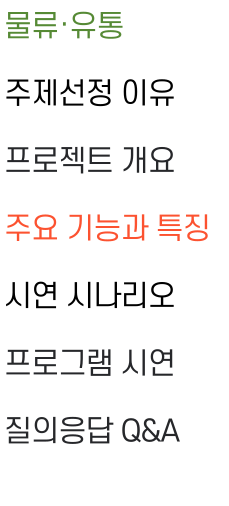 물류·유통
주제선정 이유
프로젝트 개요
주요 기능과 특징
시연 시나리오
프로그램 시연
질의응답 Q&A